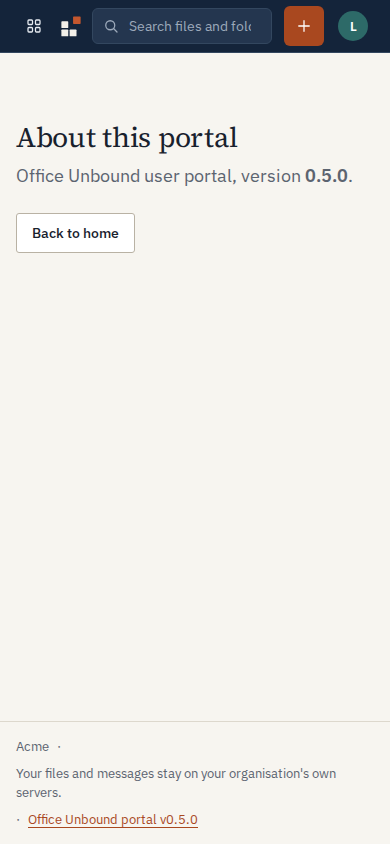 Search files and fol
L
About this portal
Office Unbound user portal, version 0.5.0.
Back to home
Acme ·
Your files and messages stay on your organisation's own
servers.
· Office Unbound portal v0.5.0